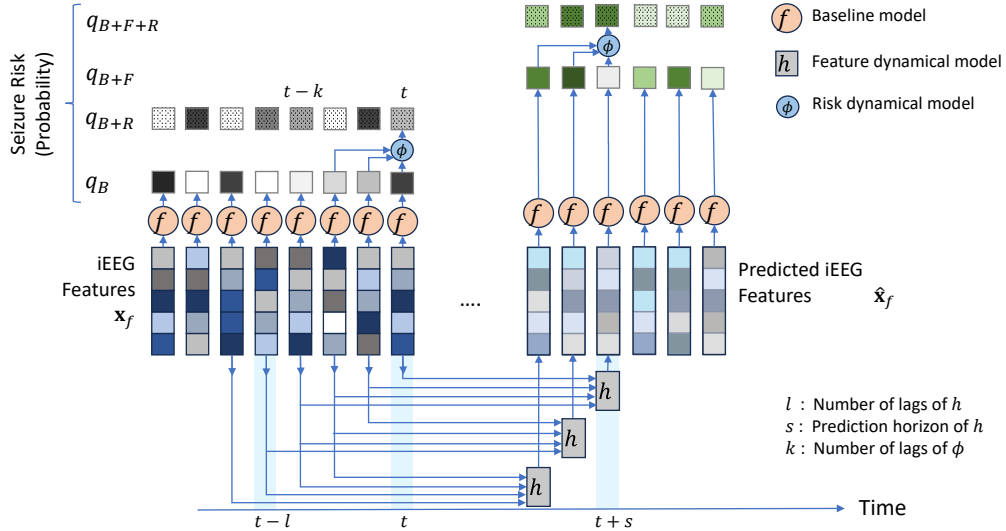 Seizure Risk
(Probability)
q_{B+F+R}
q_{B+F}
q_{B+R}
q_B
t − k
t
ϕ
f f f f f f f f
iEEG
Features
x_f
....
ϕ
f f f f f f f
Predicted iEEG
Features x̂_f
h
h
h
t − l
t
t + s
Time
f Baseline model
h Feature dynamical model
ϕ Risk dynamical model
l : Number of lags of h
s : Prediction horizon of h
k : Number of lags of ϕ